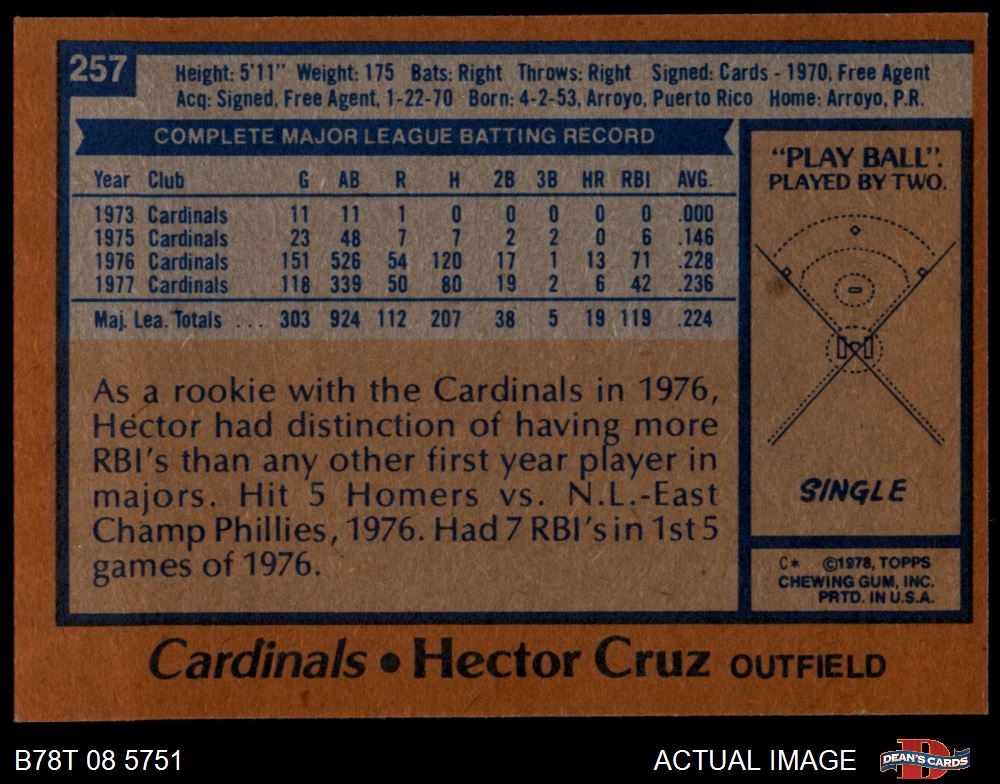 257
Height: 5'11" Weight: 175 Bats: Right Throws: Right Signed: Cards - 1970, Free Agent
Acq: Signed, Free Agent, 1-22-70 Born: 4-2-53, Arroyo, Puerto Rico Home: Arroyo, P.R.
COMPLETE MAJOR LEAGUE BATTING RECORD
Year Club G AB R H 2B 3B HR RBI AVG.
1973 Cardinals 11 11 1 0 0 0 0 0 .000
1975 Cardinals 23 48 7 7 2 2 0 6 .146
1976 Cardinals 151 526 54 120 17 1 13 71 .228
1977 Cardinals 118 339 50 80 19 2 6 42 .236
Maj. Lea. Totals ... 303 924 112 207 38 5 19 119 .224
As a rookie with the Cardinals in 1976,
Hector had distinction of having more
RBI's than any other first year player in
majors. Hit 5 Homers vs. N.L.-East
Champ Phillies, 1976. Had 7 RBI's in 1st 5
games of 1976.
"PLAY BALL".
PLAYED BY TWO.
SINGLE
C* ©1978, TOPPS
CHEWING GUM, INC.
PRTD. IN U.S.A.
Cardinals • Hector Cruz OUTFIELD
B78T 08 5751
ACTUAL IMAGE
D
DEAN'S CARDS